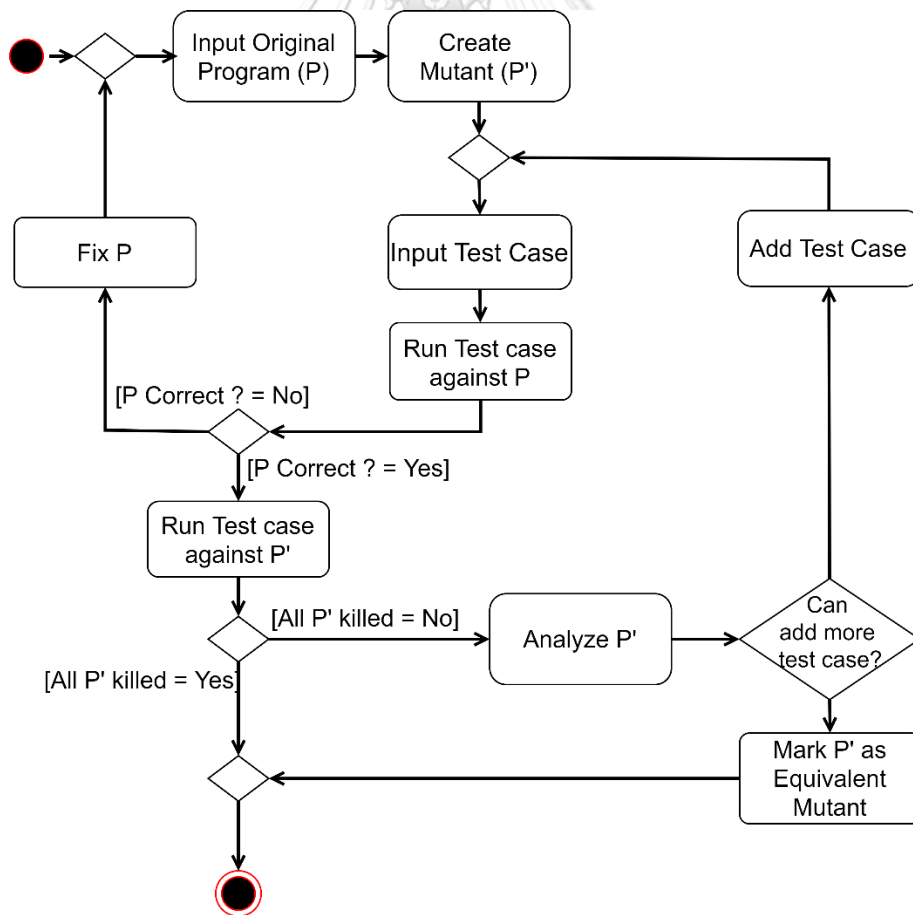 Input Original
Program (P)
Create
Mutant (P')
Fix P
Input Test Case
Add Test Case
Run Test case
against P
[P Correct ? = No]
[P Correct ? = Yes]
Run Test case
against P'
[All P' killed = No]
Analyze P'
Can
add more
test case?
[All P' killed = Yes]
Mark P' as
Equivalent
Mutant